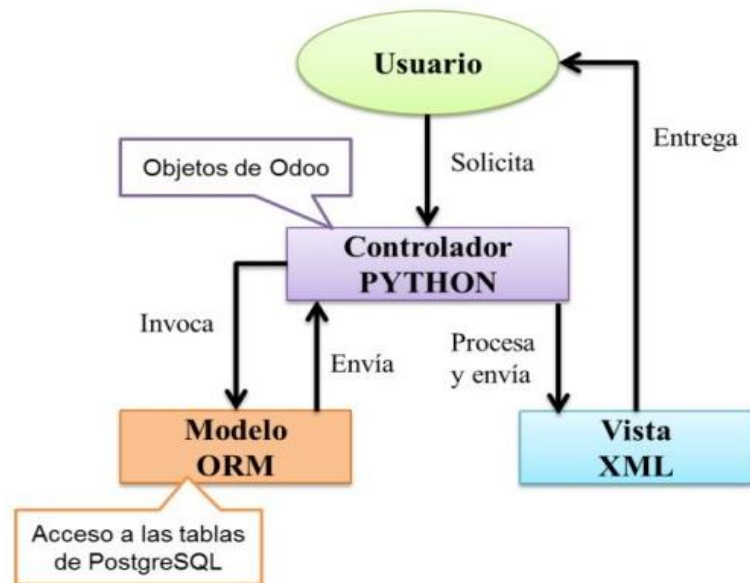 Usuario
Entrega
Solicita
Objetos de Odoo
Controlador
PYTHON
Invoca
Envía
Procesa
y envía
Modelo
ORM
Vista
XML
Acceso a las tablas
de PostgreSQL